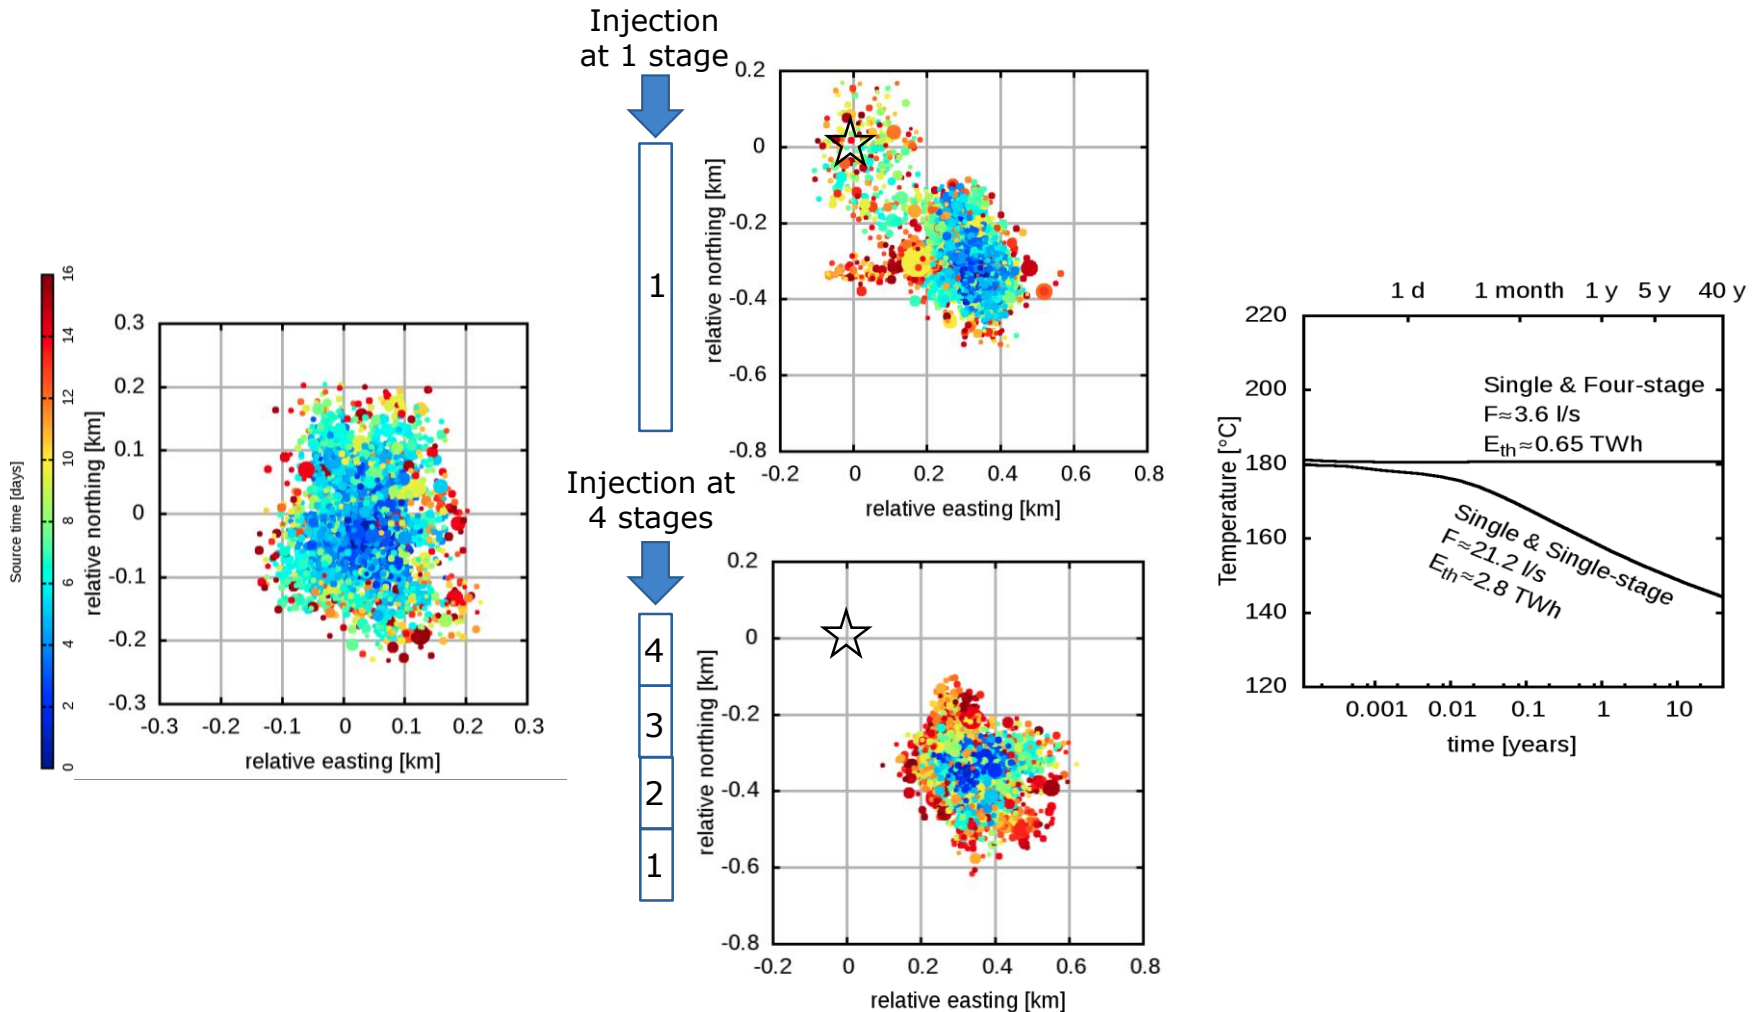 Source time [days]
16
14
12
10
8
6
4
2
0
relative northing [km]
0.3
0.2
0.1
0
-0.1
-0.2
-0.3
-0.3 -0.2 -0.1 0 0.1 0.2 0.3
relative easting [km]
Injection
at 1 stage
1
relative northing [km]
0.2
0
-0.2
-0.4
-0.6
-0.8
-0.2 0 0.2 0.4 0.6 0.8
relative easting [km]
Injection at
4 stages
4
3
2
1
relative northing [km]
0.2
0
-0.2
-0.4
-0.6
-0.8
-0.2 0 0.2 0.4 0.6 0.8
relative easting [km]
1 d 1 month 1 y 5 y 40 y
Temperature [°C]
220
200
180
160
140
120
Single & Four-stage
F≈3.6 l/s
Eth≈0.65 TWh
Single & Single-stage
F≈21.2 l/s
Eth≈2.8 TWh
0.001 0.01 0.1 1 10
time [years]